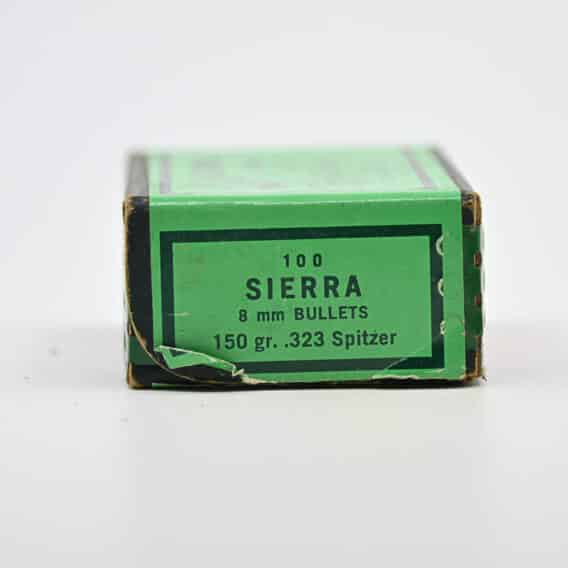 100
SIERRA
8 mm BULLETS
150 gr. .323 Spitzer